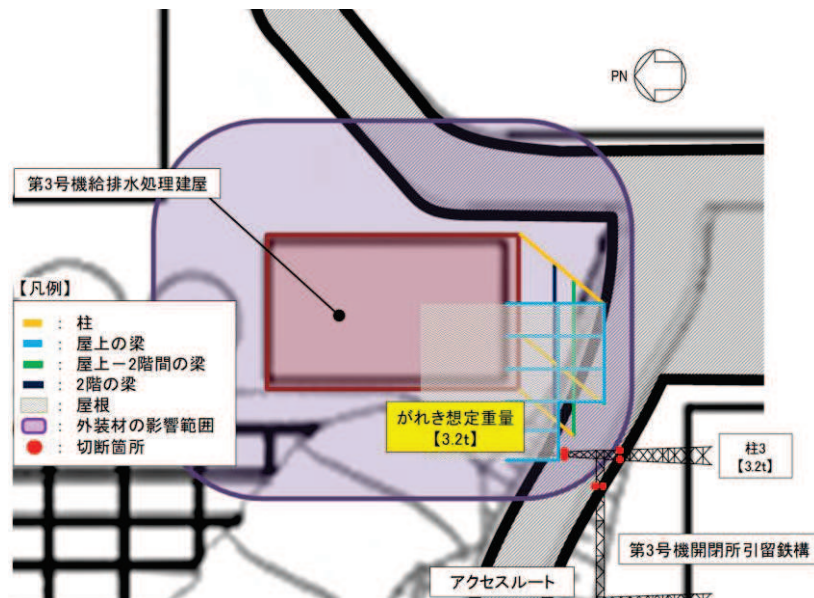 PN
第3号機給排水処理建屋
【凡例】
： 柱
： 屋上の梁
： 屋上－2階間の梁
： 2階の梁
： 屋根
： 外装材の影響範囲
： 切断箇所
がれき想定重量
【3.2t】
柱3
【3.2t】
第3号機開閉所引留鉄構
アクセスルート